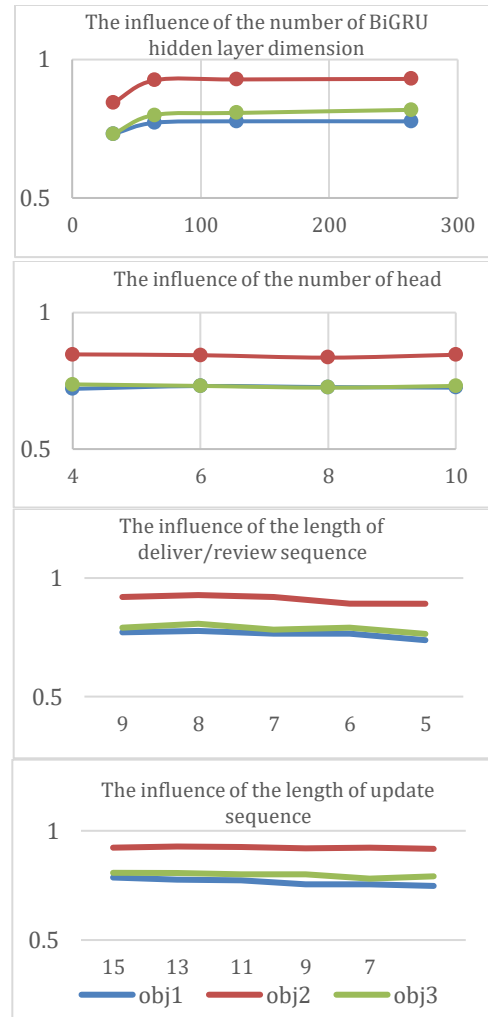 The influence of the number of BiGRU
hidden layer dimension
1
0.5
0 100 200 300
The influence of the number of head
1
0.5
4 6 8 10
The influence of the length of
deliver/review sequence
1
0.5
9 8 7 6 5
The influence of the length of update
sequence
1
0.5
15 13 11 9 7
obj1 obj2 obj3